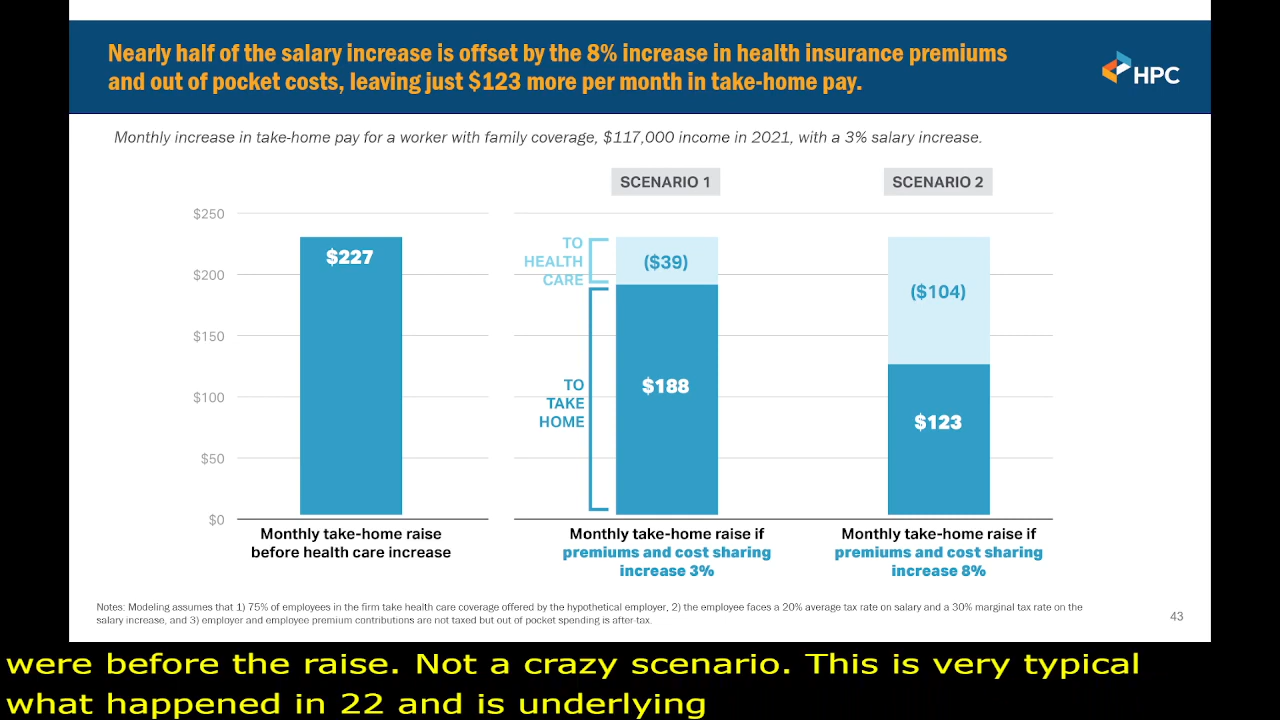 Nearly half of the salary increase is offset by the 8% increase in health insurance premiums
and out of pocket costs, leaving just $123 more per month in take-home pay.
HPC
Monthly increase in take-home pay for a worker with family coverage, $117,000 income in 2021, with a 3% salary increase.
SCENARIO 1
SCENARIO 2
$250
$200
$150
$100
$50
$0
$227
TO
HEALTH
CARE
($39)
TO
TAKE
HOME
$188
($104)
$123
Monthly take-home raise
before health care increase
Monthly take-home raise if
premiums and cost sharing
increase 3%
Monthly take-home raise if
premiums and cost sharing
increase 8%
Notes: Modeling assumes that 1) 75% of employees in the firm take health care coverage offered by the hypothetical employer, 2) the employee faces a 20% average tax rate on salary and a 30% marginal tax rate on the
salary increase, and 3) employer and employee premium contributions are not taxed but out of pocket spending is after-tax.
43
were before the raise. Not a crazy scenario. This is very typical
what happened in 22 and is underlying